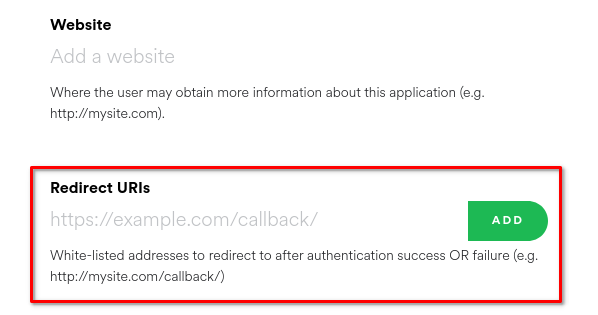 Website
Add a website
Where the user may obtain more information about this application (e.g.
http://mysite.com).
Redirect URIs
https://example.com/callback/
ADD
White-listed addresses to redirect to after authentication success OR failure (e.g.
http://mysite.com/callback/)